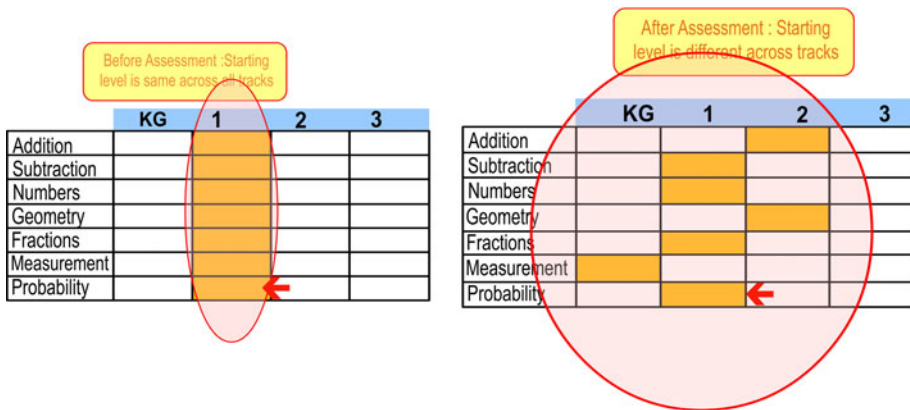 Before Assessment :Starting
level is same across all tracks
KG 1 2 3
Addition
Subtraction
Numbers
Geometry
Fractions
Measurement
Probability
After Assessment : Starting
level is different across tracks
KG 1 2 3
Addition
Subtraction
Numbers
Geometry
Fractions
Measurement
Probability